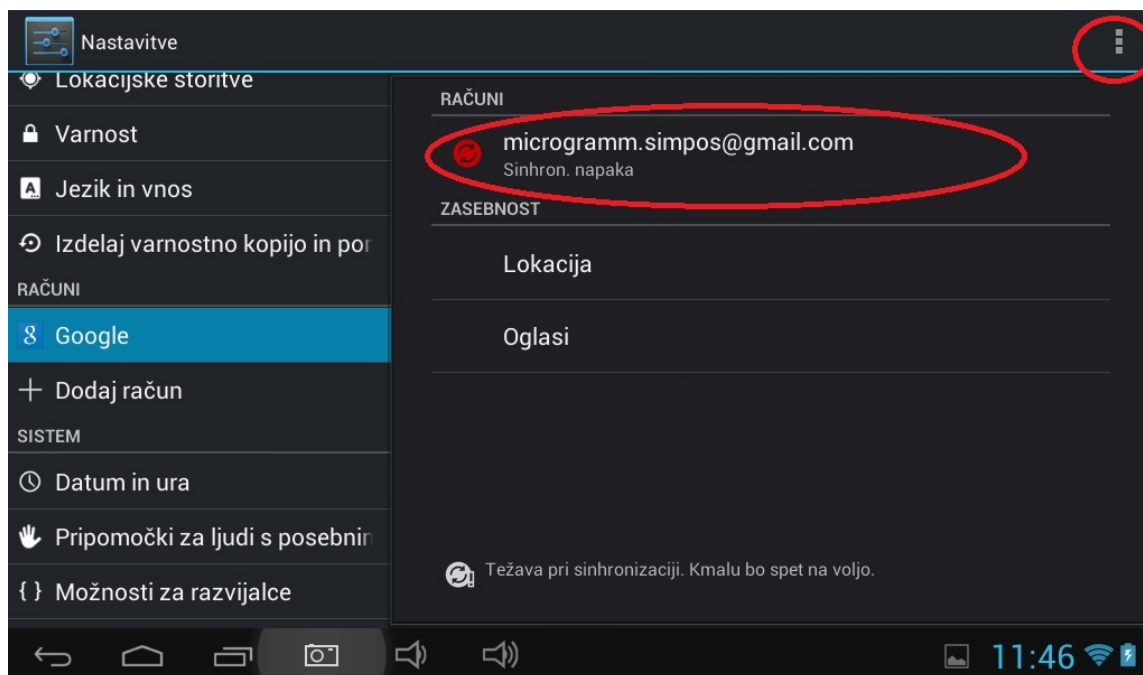 Nastavitve
Lokacijske storitve
Varnost
Jezik in vnos
Izdelaj varnostno kopijo in por
RAČUNI
Google
Dodaj račun
SISTEM
Datum in ura
Pripomočki za ljudi s posebnin
{ } Možnosti za razvijalce
RAČUNI
microgramm.simpos@gmail.com
Sinhron. napaka
ZASEBNOST
Lokacija
Oglasi
Težava pri sinhronizaciji. Kmalu bo spet na voljo.
11:46